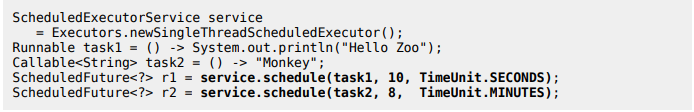 ScheduledExecutorService service
   = Executors.newSingleThreadScheduledExecutor();
Runnable task1 = () -> System.out.println("Hello Zoo");
Callable<String> task2 = () -> "Monkey";
ScheduledFuture<?> r1 = service.schedule(task1, 10, TimeUnit.SECONDS);
ScheduledFuture<?> r2 = service.schedule(task2, 8,  TimeUnit.MINUTES);